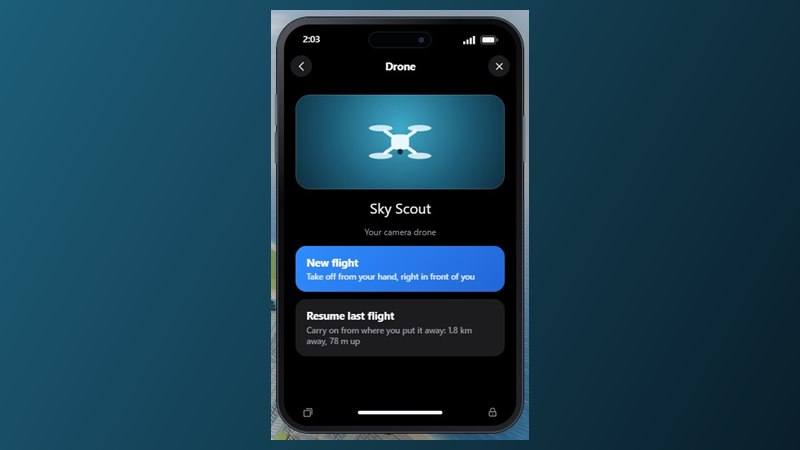 2:03
Drone
Sky Scout
Your camera drone
New flight
Take off from your hand, right in front of you
Resume last flight
Carry on from where you put it away: 1.8 km
away, 78 m up